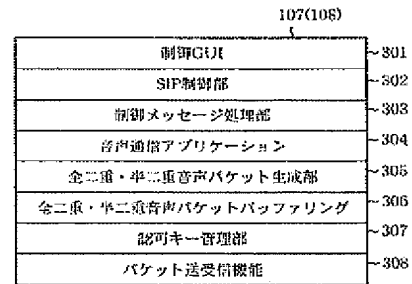 107(108)
制御GUI
301
SIP制御部
302
制御メッセージ処理部
303
音声通信アプリケーション
304
全二重・半二重音声パケット生成部
305
全二重・半二重音声パケットバッファリング
306
認可キー管理部
307
パケット送受信機能
308